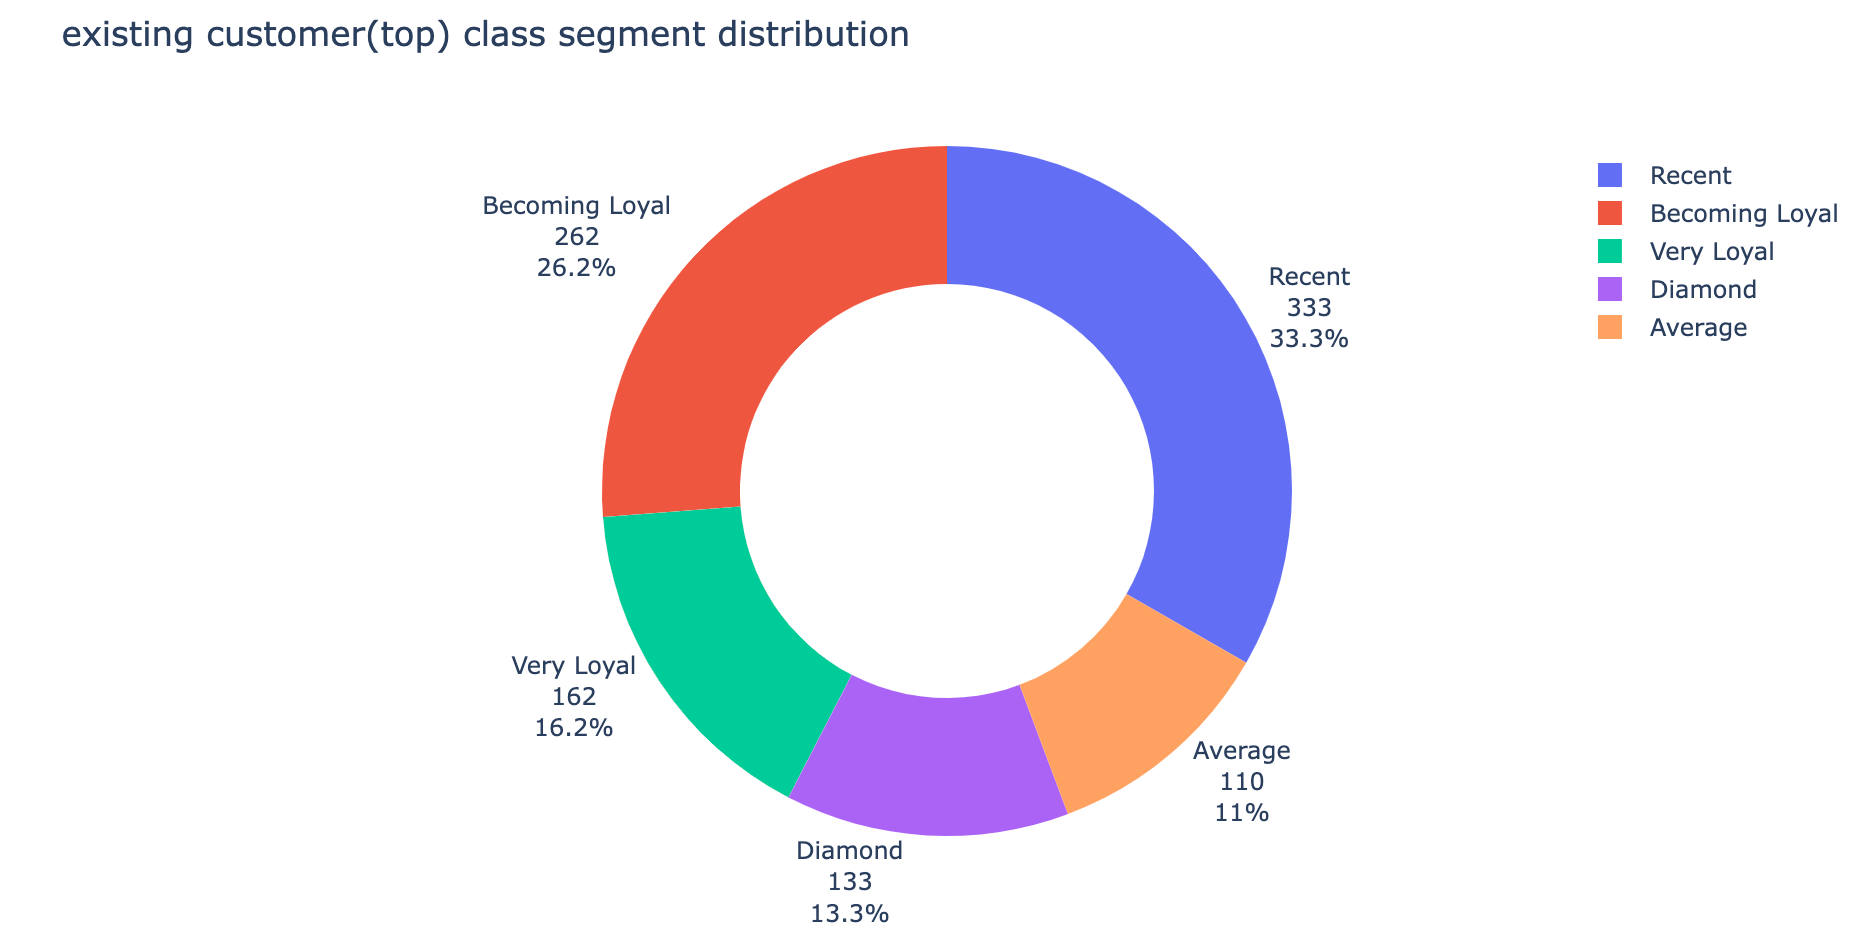 existing customer(top) class segment distribution
Becoming Loyal
262
26.2%
Recent
333
33.3%
Very Loyal
162
16.2%
Average
110
11%
Diamond
133
13.3%
Recent
Becoming Loyal
Very Loyal
Diamond
Average